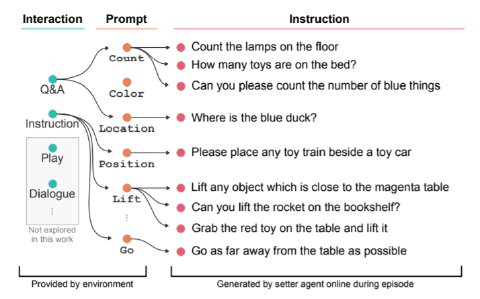 Interaction
Prompt
Instruction
Count
Count the lamps on the floor
How many toys are on the bed?
Can you please count the number of blue things
Q&A
Color
Instruction
Location
Where is the blue duck?
Play
Position
Please place any toy train beside a toy car
Dialogue
Lift
Lift any object which is close to the magenta table
Can you lift the rocket on the bookshelf?
Grab the red toy on the table and lift it
Not explored
in this work
Go
Go as far away from the table as possible
Provided by environment
Generated by setter agent online during episode